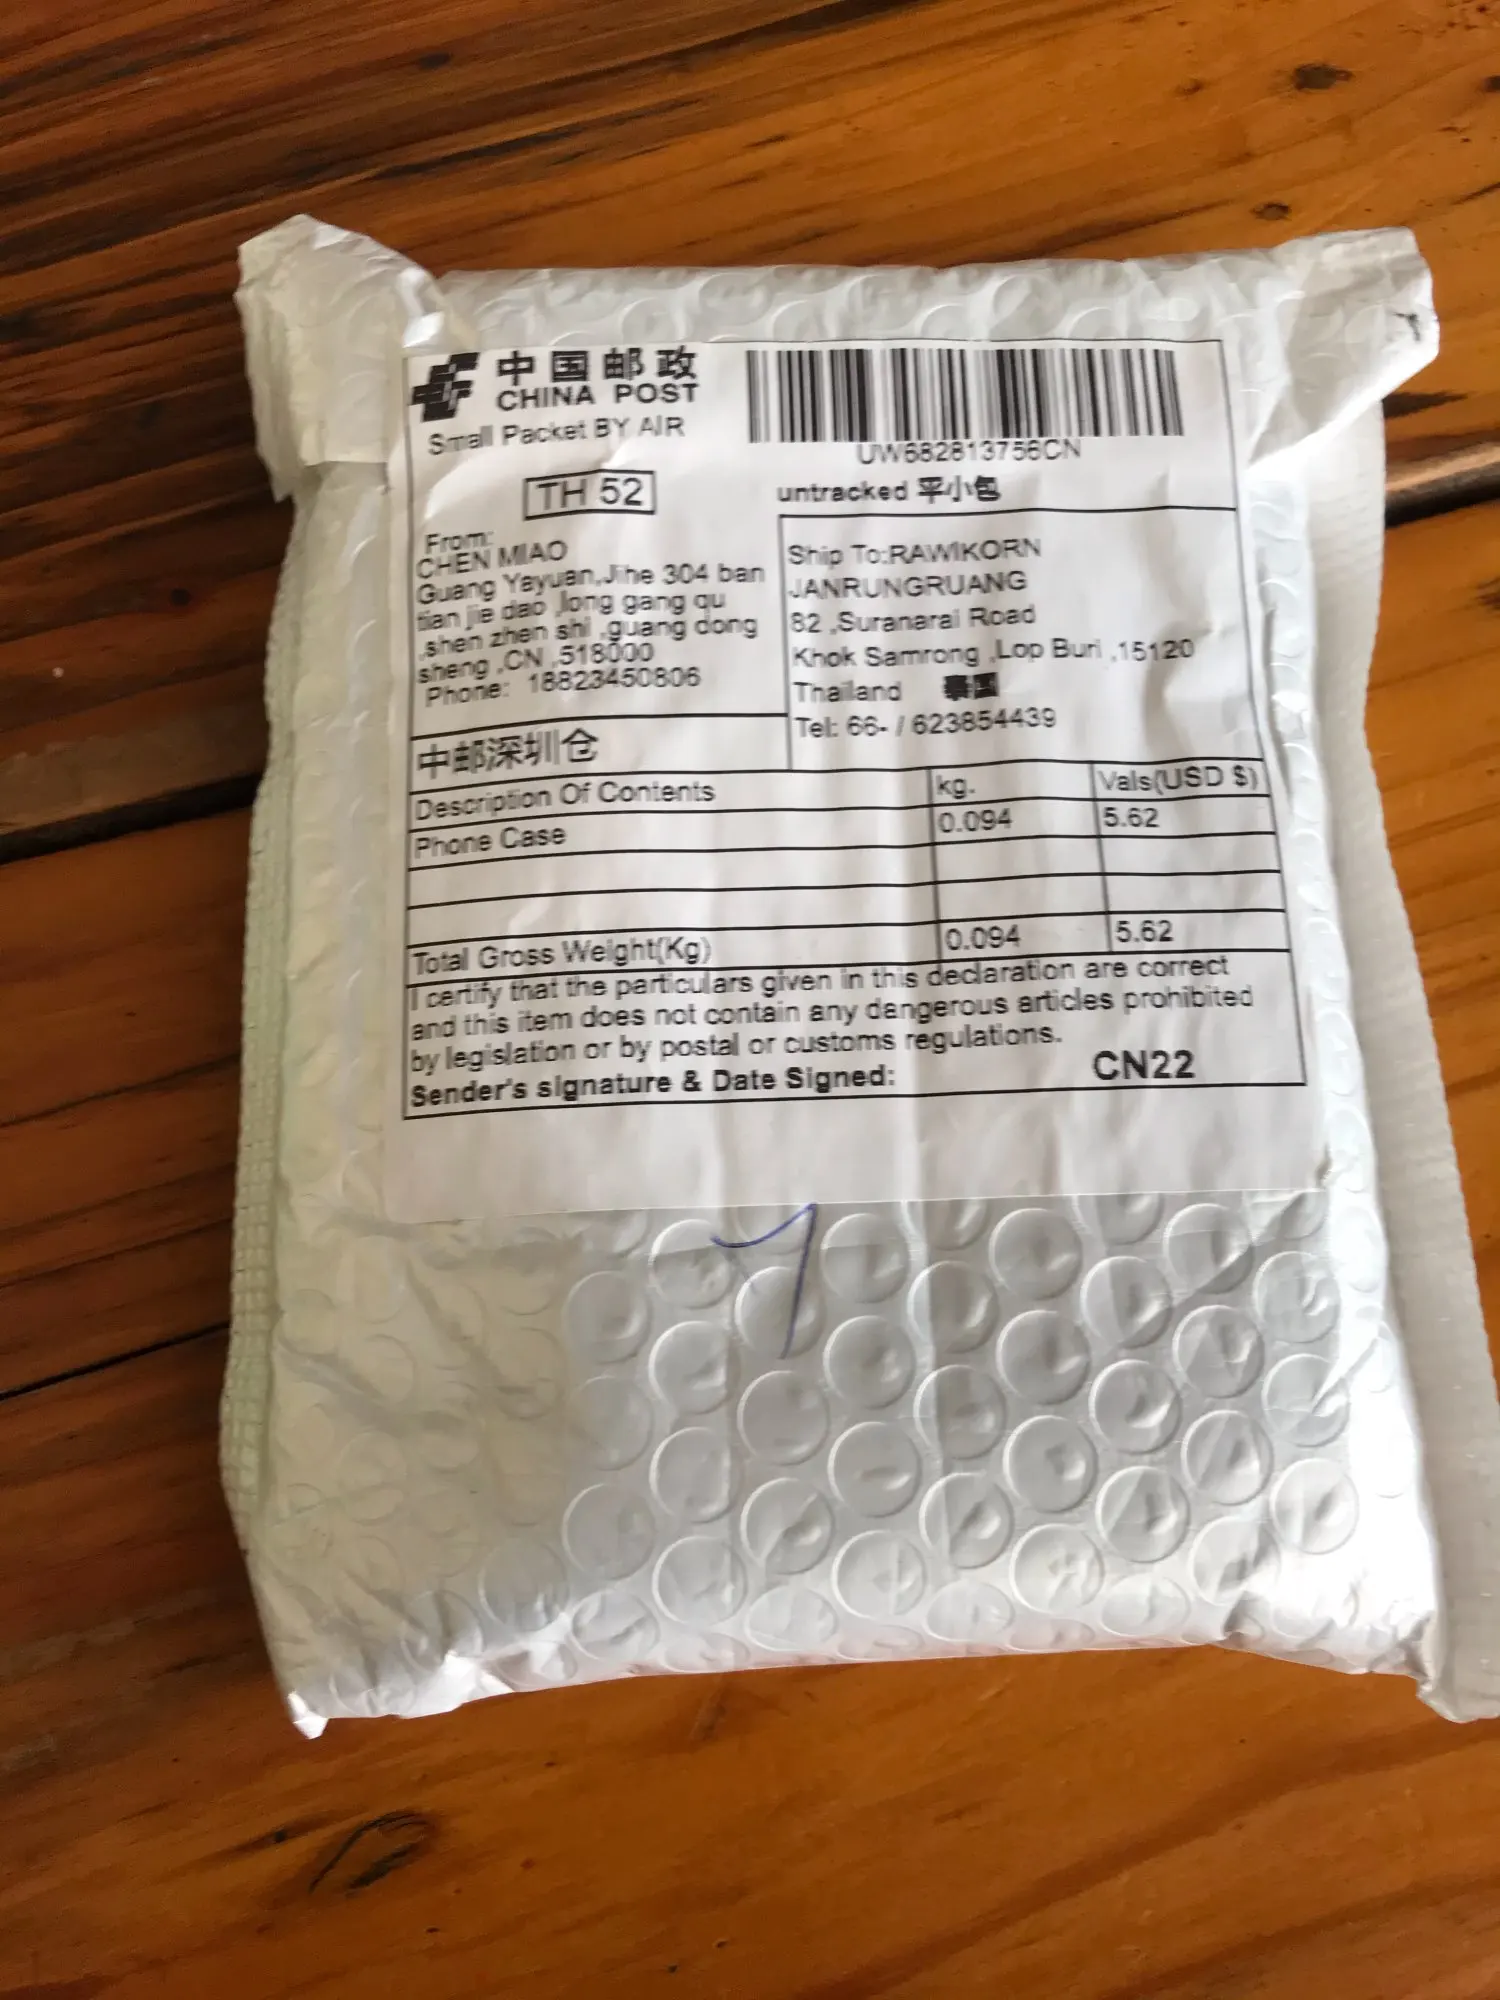 中国邮政
CHINA POST
Small Packet BY AIR
UW682813756CN
TH 52
untracked 平小包
From:
CHEN MIAO
Guang Yayuan,Jihe 304 ban
tian jie dao ,long gang qu
,shen zhen shi ,guang dong
sheng ,CN ,518000
Phone: 18823450806
Ship To:RAWIKORN
JANRUNGRUANG
82 ,Suranarai Road
Khok Samrong ,Lop Buri ,15120
Thailand 泰国
Tel: 66- / 623854439
中邮深圳仓
Description Of Contents kg. Vals(USD $)
Phone Case 0.094 5.62
Total Gross Weight(Kg) 0.094 5.62
I certify that the particulars given in this declaration are correct
and this item does not contain any dangerous articles prohibited
by legislation or by postal or customs regulations.
Sender's signature & Date Signed: CN22